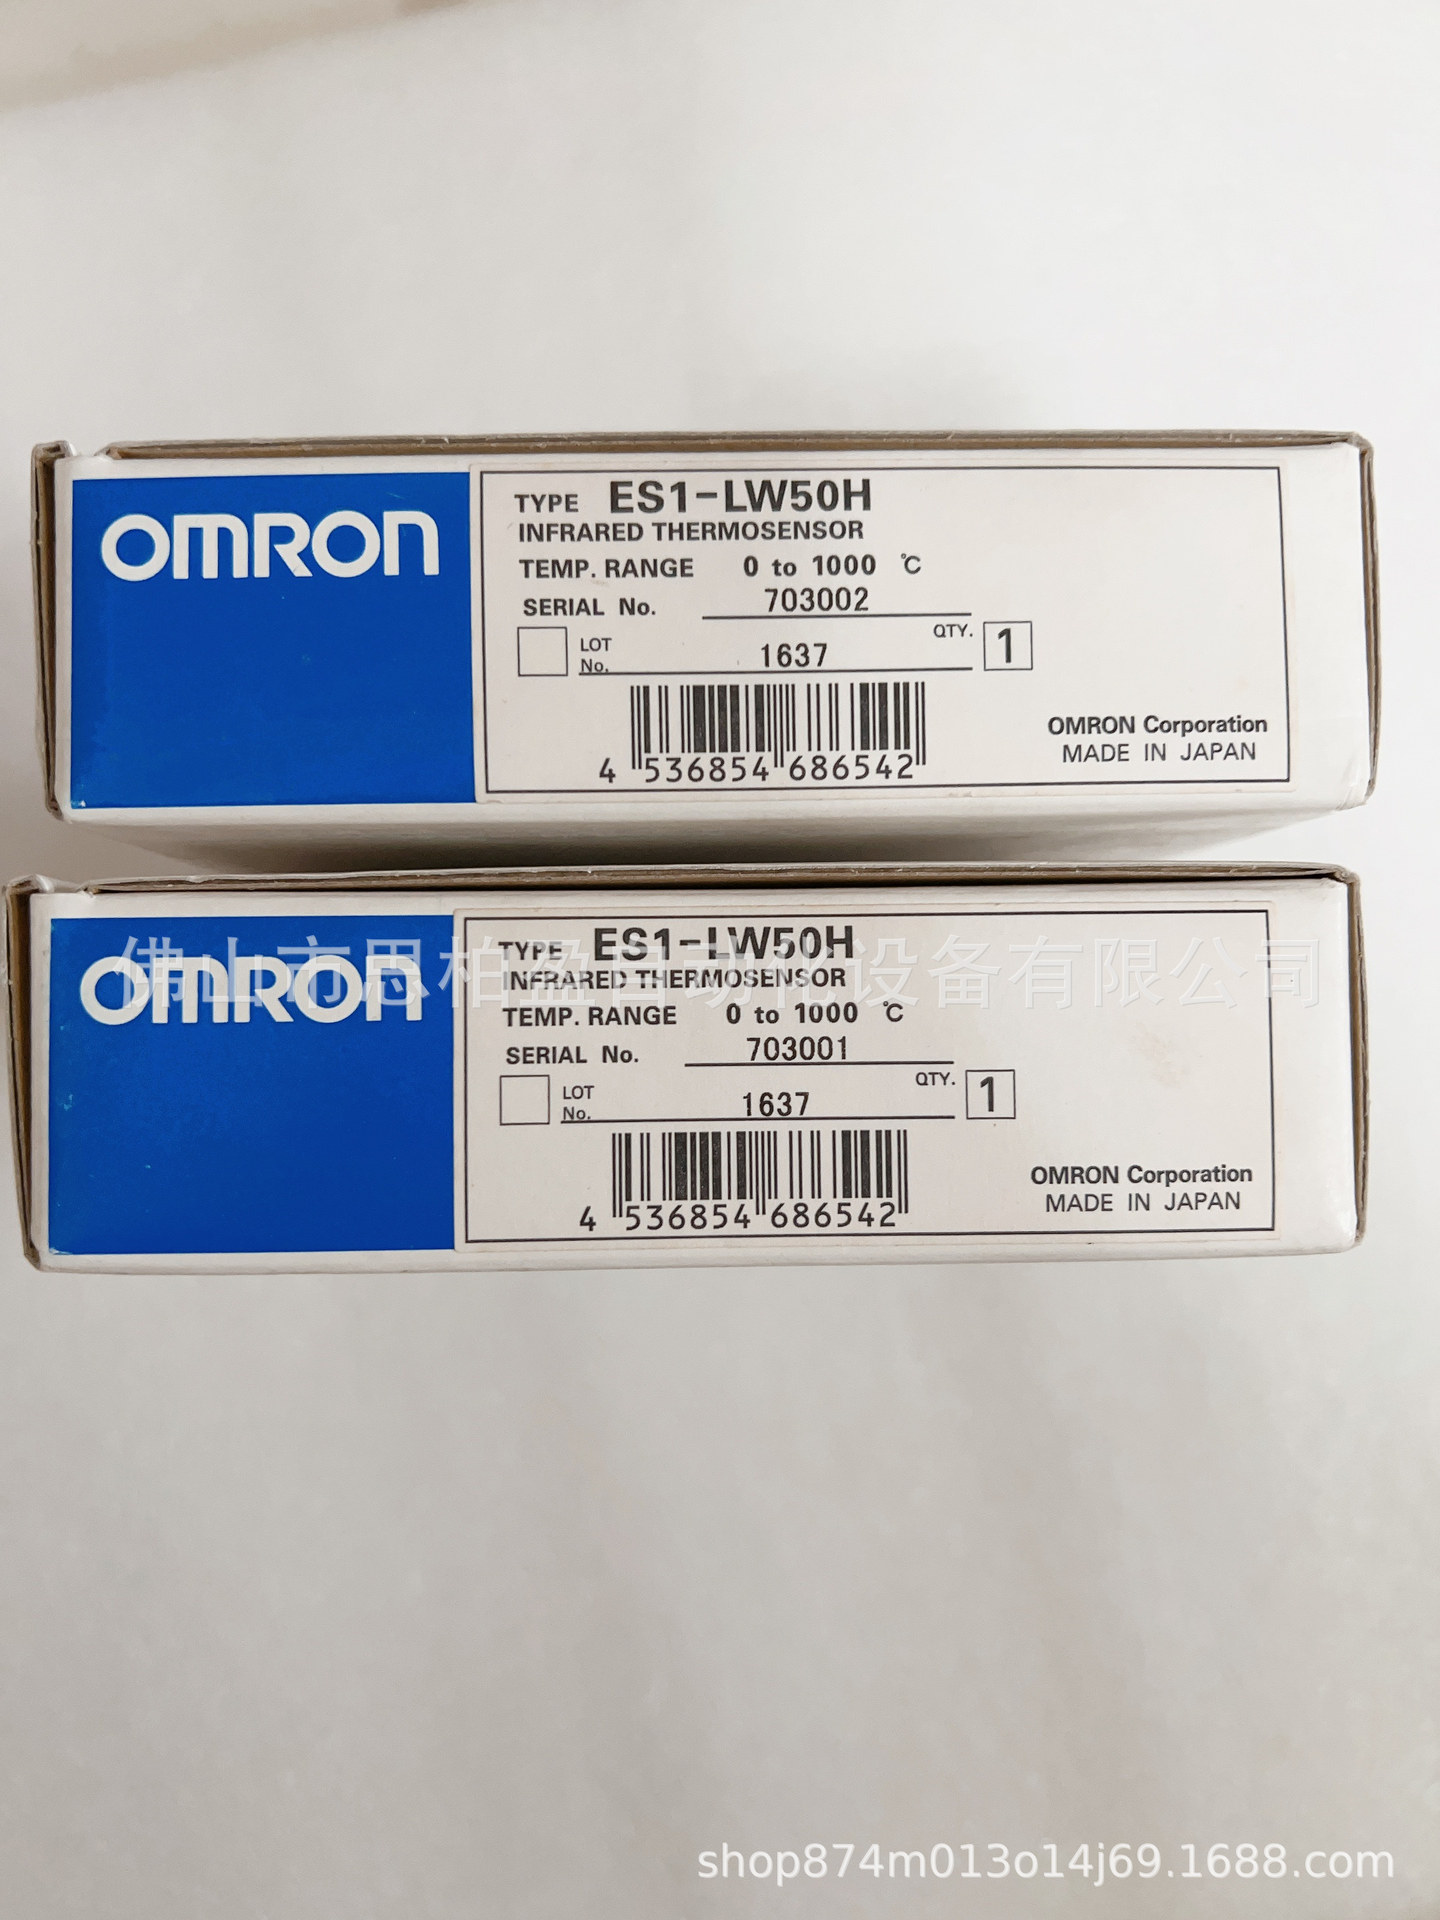 OMRON
TYPE ES1-LW50H
INFRARED THERMOSENSOR
TEMP. RANGE 0 to 1000 ℃
SERIAL No. 703002
LOT No. 1637 QTY. 1
4 536854 686542
OMRON Corporation
MADE IN JAPAN
佛山市思柏盈自动化设备有限公司
OMRON
TYPE ES1-LW50H
INFRARED THERMOSENSOR
TEMP. RANGE 0 to 1000 ℃
SERIAL No. 703001
LOT No. 1637 QTY. 1
4 536854 686542
OMRON Corporation
MADE IN JAPAN
shop874m013o14j69.1688.com